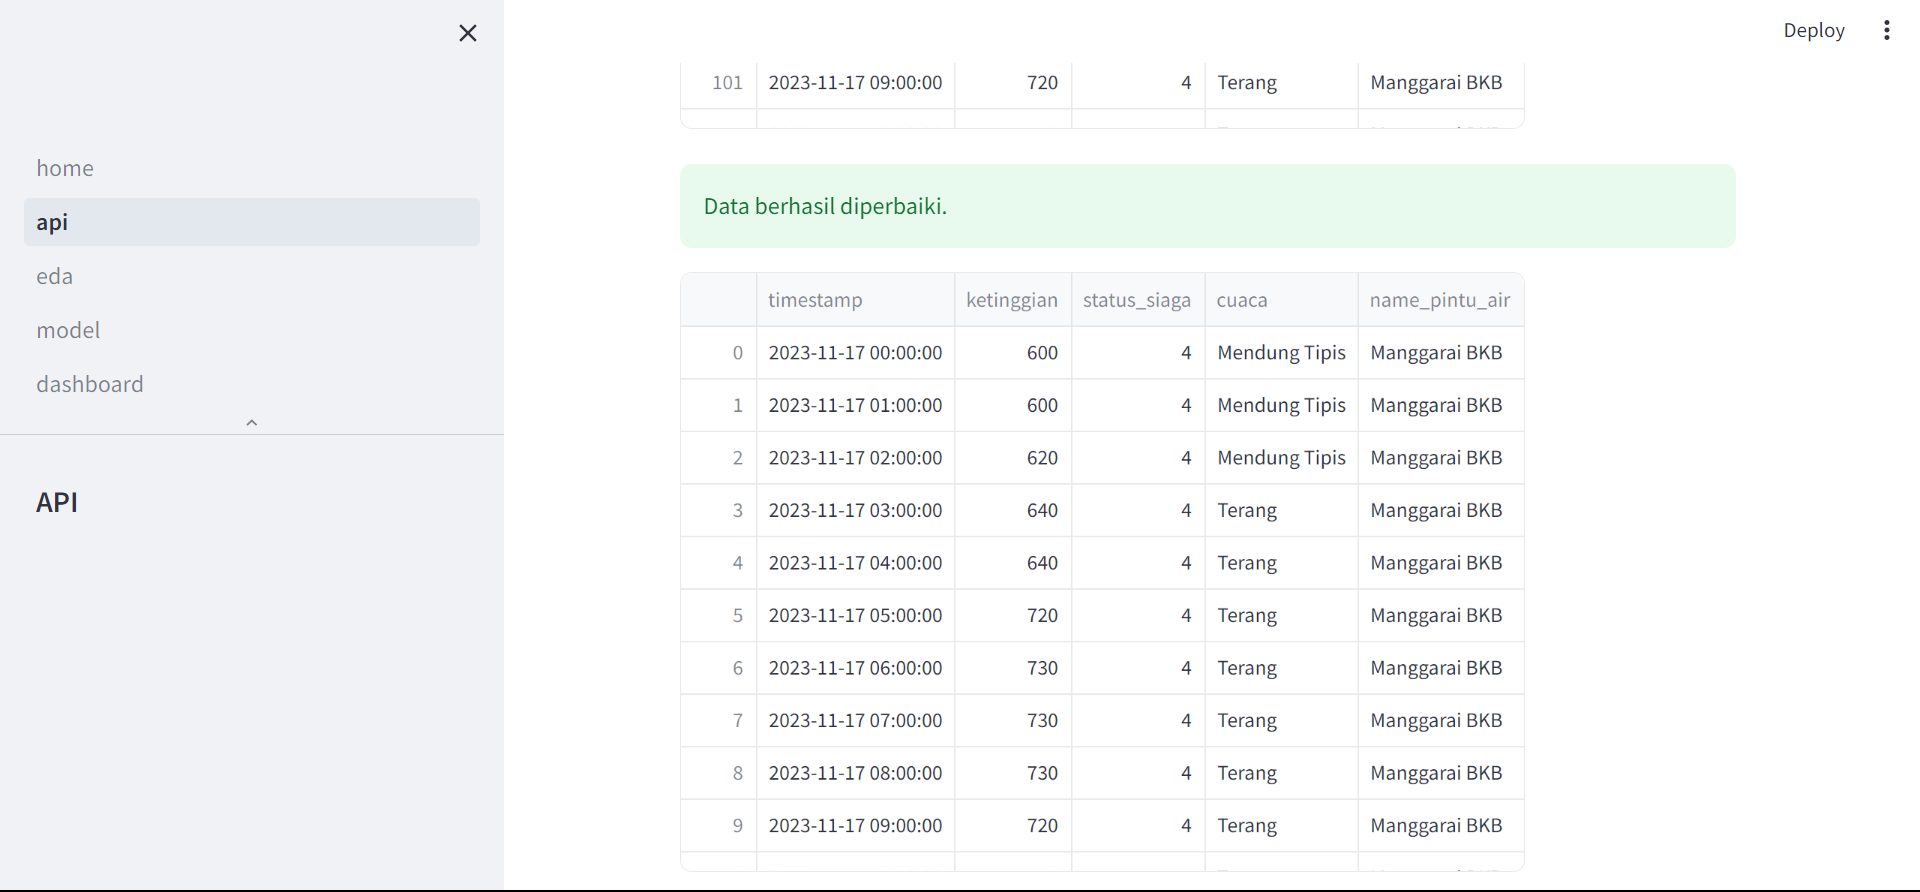 Deploy
home
api
eda
model
dashboard
API
101 2023-11-17 09:00:00 720 4 Terang Manggarai BKB
Data berhasil diperbaiki.
timestamp ketinggian status_siaga cuaca name_pintu_air
0 2023-11-17 00:00:00 600 4 Mendung Tipis Manggarai BKB
1 2023-11-17 01:00:00 600 4 Mendung Tipis Manggarai BKB
2 2023-11-17 02:00:00 620 4 Mendung Tipis Manggarai BKB
3 2023-11-17 03:00:00 640 4 Terang Manggarai BKB
4 2023-11-17 04:00:00 640 4 Terang Manggarai BKB
5 2023-11-17 05:00:00 720 4 Terang Manggarai BKB
6 2023-11-17 06:00:00 730 4 Terang Manggarai BKB
7 2023-11-17 07:00:00 730 4 Terang Manggarai BKB
8 2023-11-17 08:00:00 730 4 Terang Manggarai BKB
9 2023-11-17 09:00:00 720 4 Terang Manggarai BKB